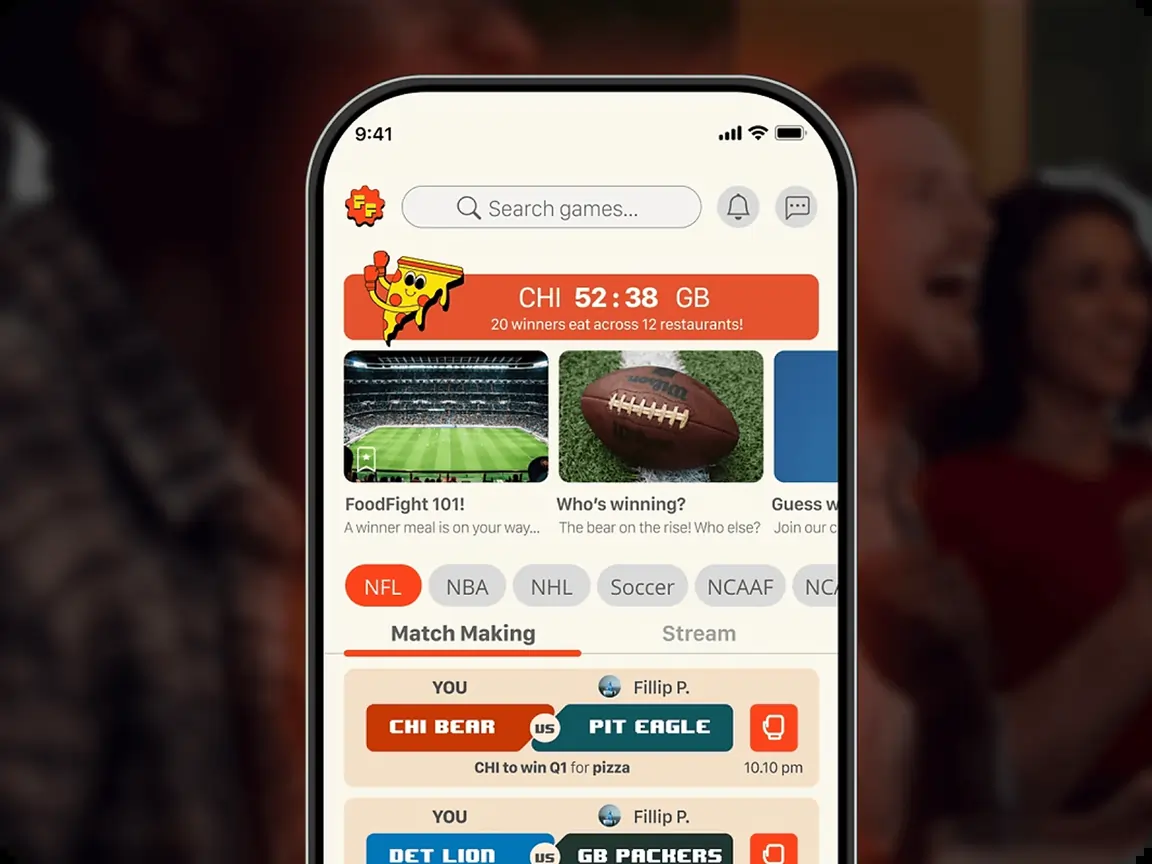 9:41
FF
Search games...
CHI 52:38 GB
20 winners eat across 12 restaurants!
Wilson
FoodFight 101!
A winner meal is on your way...
Who's winning?
The bear on the rise! Who else?
Guess w
Join our c
NFL NBA NHL Soccer NCAAF NCA
Match Making Stream
YOU Fillip P.
CHI BEAR VS PIT EAGLE
CHI to win Q1 for pizza 10.10 pm
YOU Fillip P.
DET LION VS GB PACKERS